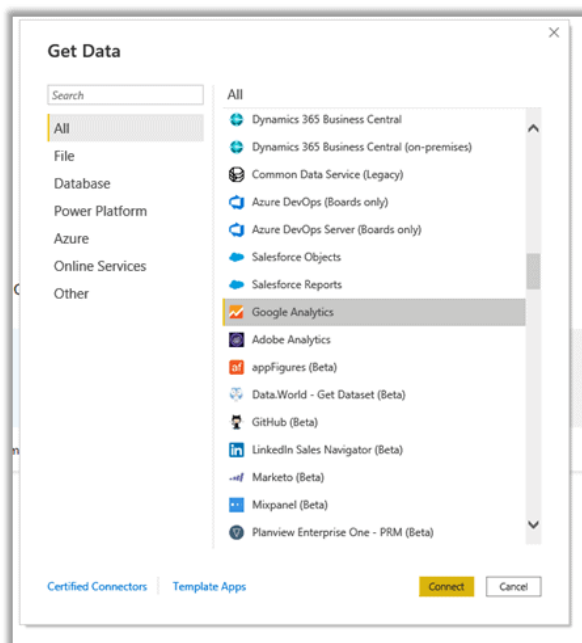 Get Data
Search
All
File
Database
Power Platform
Azure
Online Services
Other
All
Dynamics 365 Business Central
Dynamics 365 Business Central (on-premises)
Common Data Service (Legacy)
Azure DevOps (Boards only)
Azure DevOps Server (Boards only)
Salesforce Objects
Salesforce Reports
Google Analytics
Adobe Analytics
af appFigures (Beta)
Data.World - Get Dataset (Beta)
GitHub (Beta)
in LinkedIn Sales Navigator (Beta)
Marketo (Beta)
Mixpanel (Beta)
Planview Enterprise One - PRM (Beta)
Certified Connectors Template Apps Connect Cancel